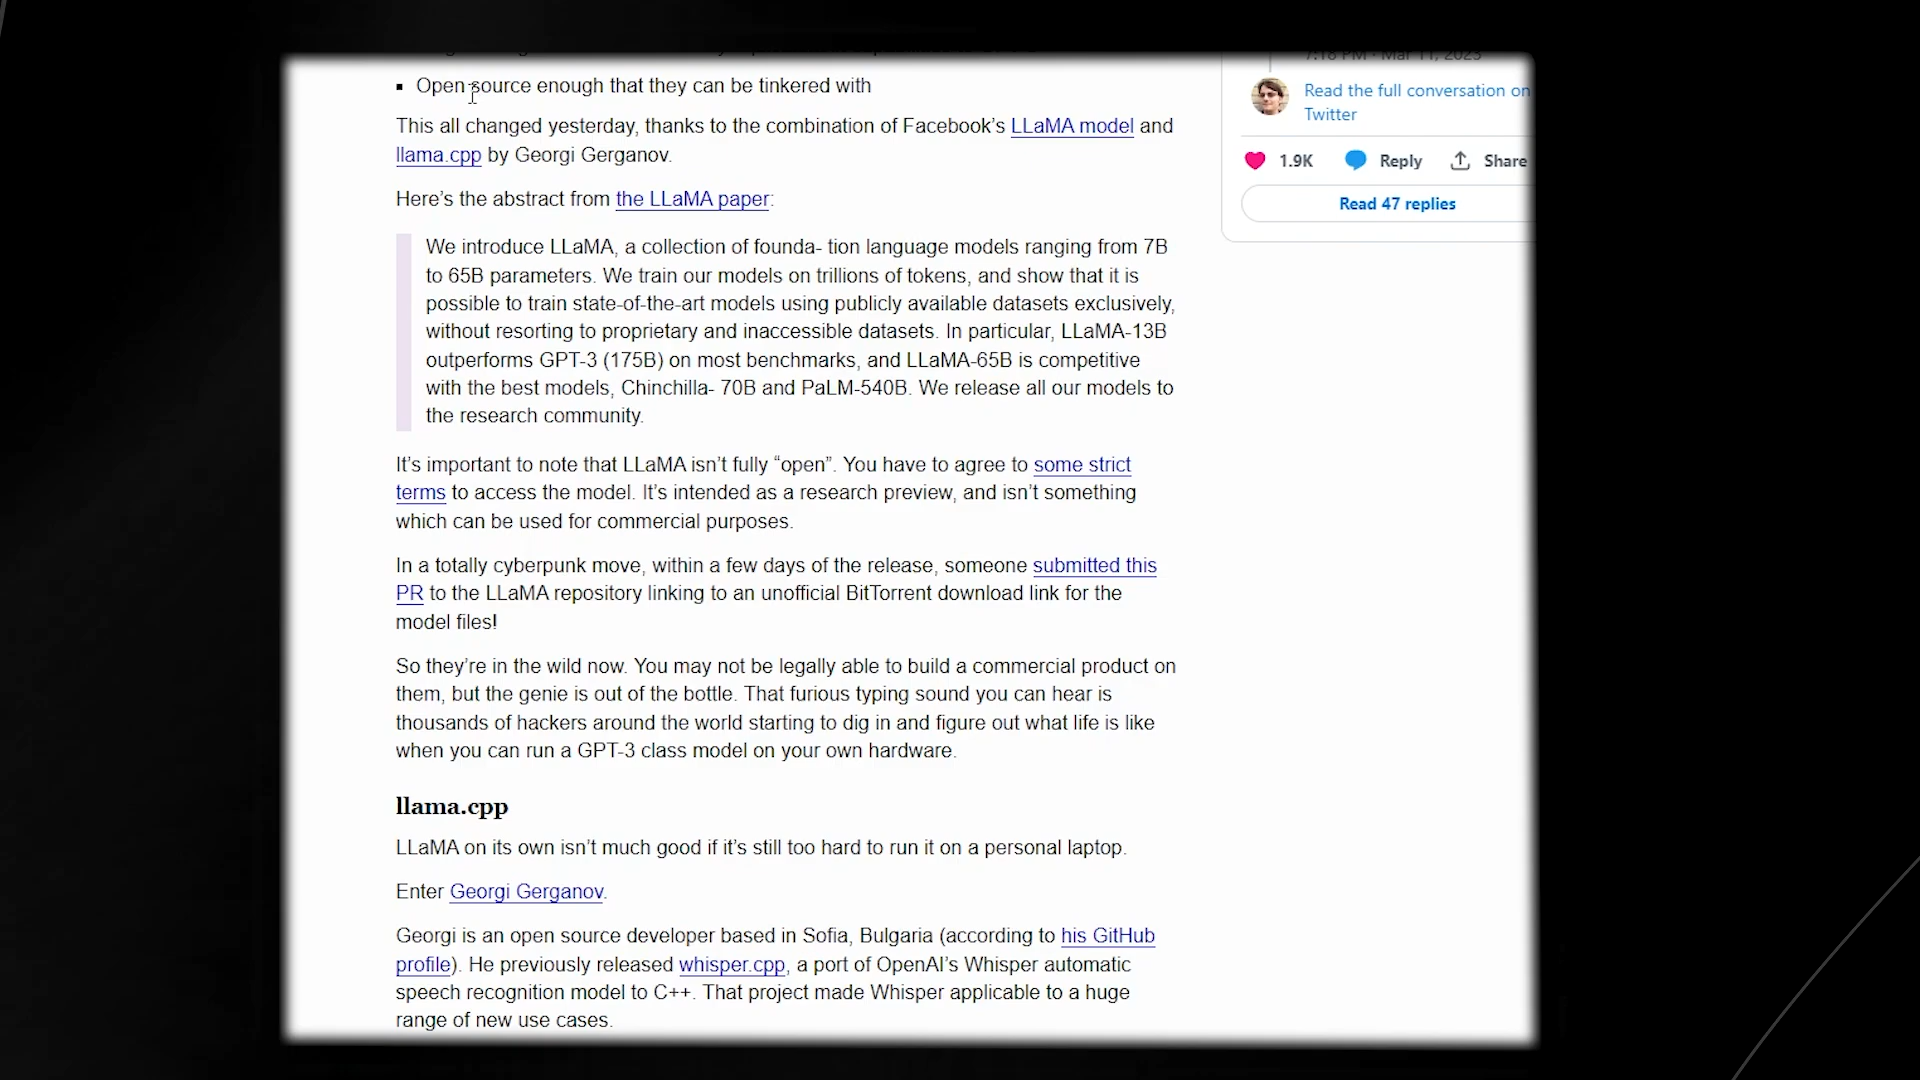 ▪ Open source enough that they can be tinkered with
This all changed yesterday, thanks to the combination of Facebook’s LLaMA model and
llama.cpp by Georgi Gerganov.
Here’s the abstract from the LLaMA paper:
We introduce LLaMA, a collection of founda- tion language models ranging from 7B
to 65B parameters. We train our models on trillions of tokens, and show that it is
possible to train state-of-the-art models using publicly available datasets exclusively,
without resorting to proprietary and inaccessible datasets. In particular, LLaMA-13B
outperforms GPT-3 (175B) on most benchmarks, and LLaMA-65B is competitive
with the best models, Chinchilla- 70B and PaLM-540B. We release all our models to
the research community.
It’s important to note that LLaMA isn’t fully “open”. You have to agree to some strict
terms to access the model. It’s intended as a research preview, and isn’t something
which can be used for commercial purposes.
In a totally cyberpunk move, within a few days of the release, someone submitted this
PR to the LLaMA repository linking to an unofficial BitTorrent download link for the
model files!
So they’re in the wild now. You may not be legally able to build a commercial product on
them, but the genie is out of the bottle. That furious typing sound you can hear is
thousands of hackers around the world starting to dig in and figure out what life is like
when you can run a GPT-3 class model on your own hardware.
llama.cpp
LLaMA on its own isn’t much good if it’s still too hard to run it on a personal laptop.
Enter Georgi Gerganov.
Georgi is an open source developer based in Sofia, Bulgaria (according to his GitHub
profile). He previously released whisper.cpp, a port of OpenAI’s Whisper automatic
speech recognition model to C++. That project made Whisper applicable to a huge
range of new use cases.
7:18 PM · Mar 11, 2023
Read the full conversation on
Twitter
1.9K Reply Share
Read 47 replies